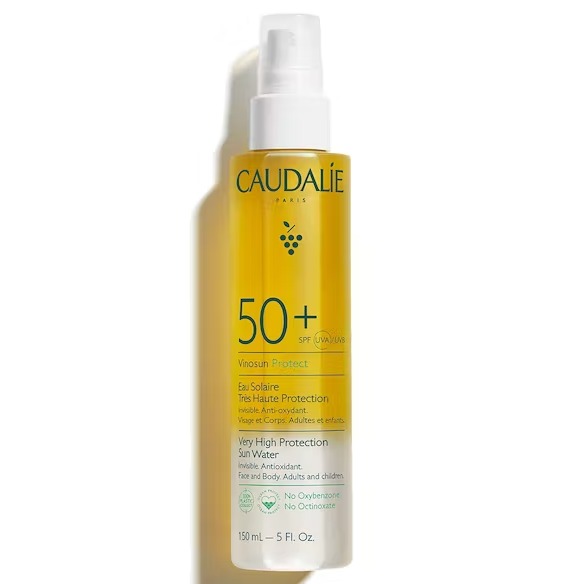 CAUDALÍE
PARIS
50+
SPF UVA/UVB
Vinosun Protect
Eau Solaire
Très Haute Protection
Invisible. Anti-oxydant.
Visage et Corps. Adultes et enfants.
Very High Protection
Sun Water
Invisible. Antioxidant.
Face and Body. Adults and children.
No Oxybenzone
No Octinoxate
150 mL — 5 Fl. Oz.